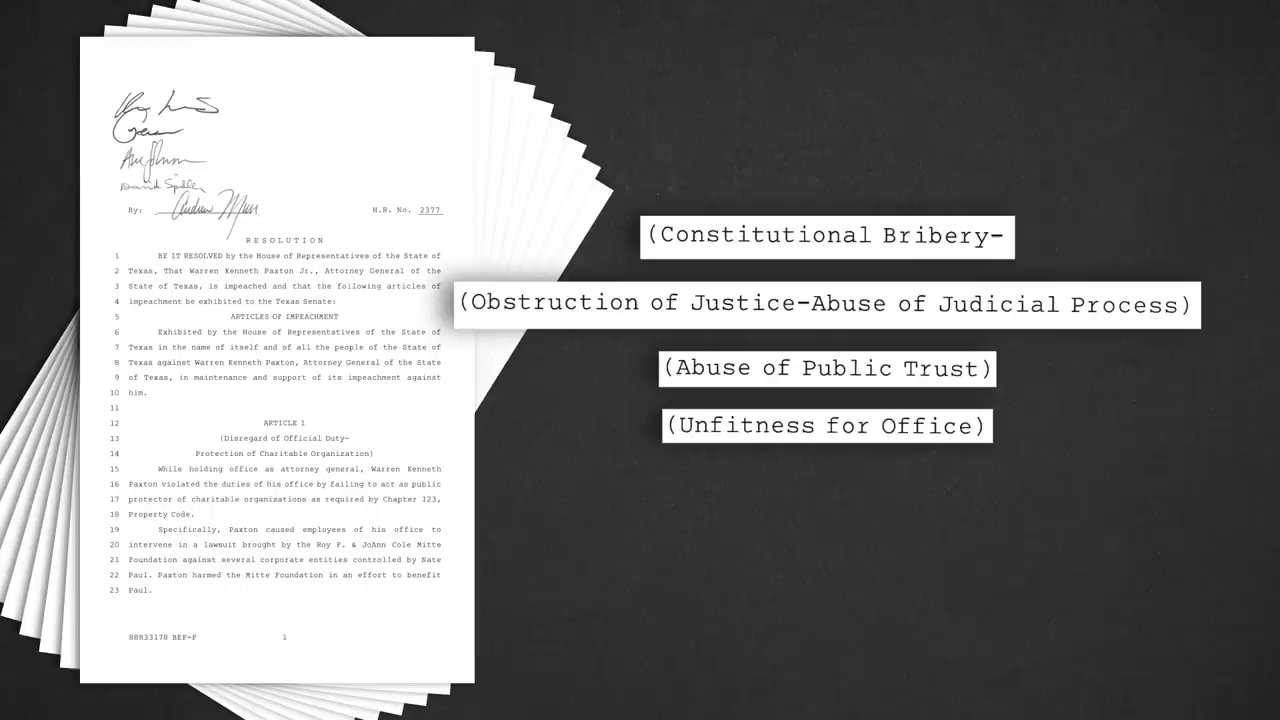 David Spiller
By:
H.R. No. 2377
RESOLUTION
1 BE IT RESOLVED by the House of Representatives of the State of
2 Texas, That Warren Kenneth Paxton Jr., Attorney General of the
3 State of Texas, is impeached and that the following articles of
4 impeachment be exhibited to the Texas Senate:
5 ARTICLES OF IMPEACHMENT
6 Exhibited by the House of Representatives of the State of
7 Texas in the name of itself and of all the people of the State of
8 Texas against Warren Kenneth Paxton, Attorney General of the State
9 of Texas, in maintenance and support of its impeachment against
10 him.
11
12 ARTICLE I
13 (Disregard of Official Duty-
14 Protection of Charitable Organization)
15 While holding office as attorney general, Warren Kenneth
16 Paxton violated the duties of his office by failing to act as public
17 protector of charitable organizations as required by Chapter 123,
18 Property Code.
19 Specifically, Paxton caused employees of his office to
20 intervene in a lawsuit brought by the Roy F. & JoAnn Cole Mitte
21 Foundation against several corporate entities controlled by Nate
22 Paul. Paxton harmed the Mitte Foundation in an effort to benefit
23 Paul.
88R33178 BEF-F 1
(Constitutional Bribery-
(Obstruction of Justice-Abuse of Judicial Process)
(Abuse of Public Trust)
(Unfitness for Office)